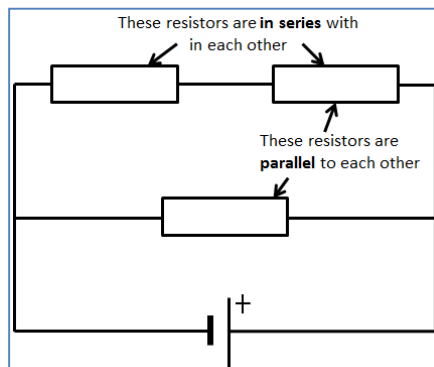 These resistors are in series with
in each other
These resistors are
parallel to each other
+